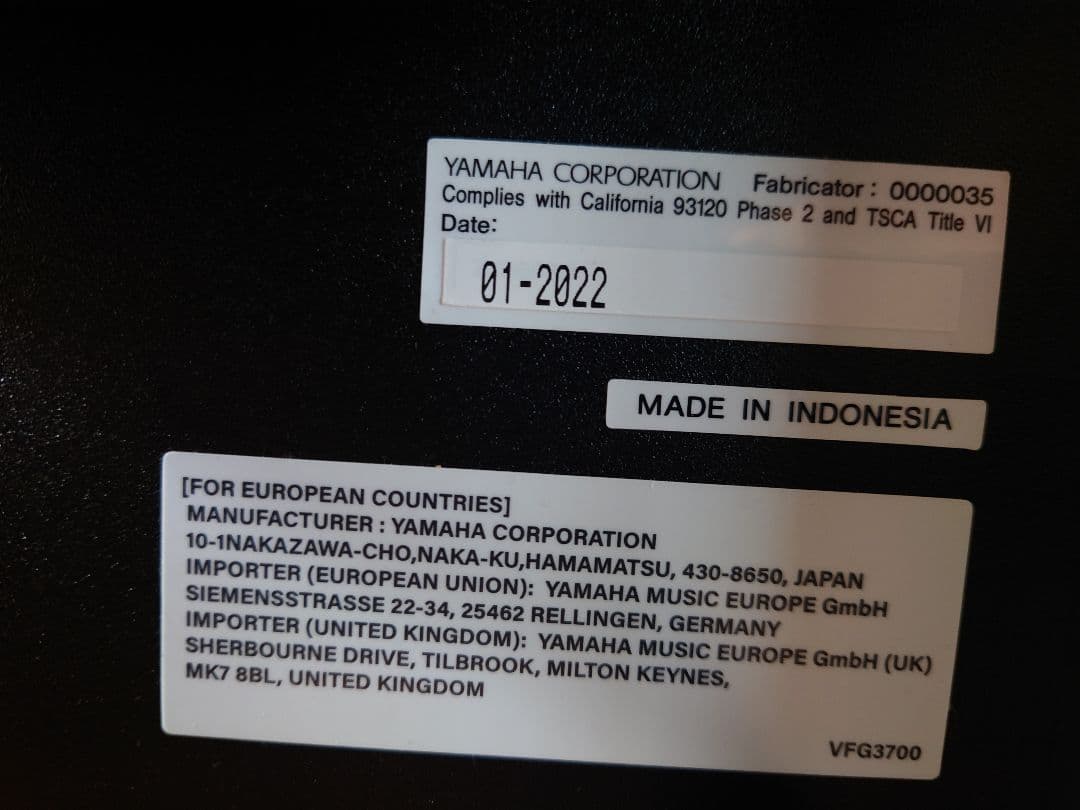 YAMAHA CORPORATION Fabricator : 0000035
Complies with California 93120 Phase 2 and TSCA Title VI
Date:
01-2022
MADE IN INDONESIA
[FOR EUROPEAN COUNTRIES]
MANUFACTURER : YAMAHA CORPORATION
10-1NAKAZAWA-CHO,NAKA-KU,HAMAMATSU, 430-8650, JAPAN
IMPORTER (EUROPEAN UNION): YAMAHA MUSIC EUROPE GmbH
SIEMENSSTRASSE 22-34, 25462 RELLINGEN, GERMANY
IMPORTER (UNITED KINGDOM): YAMAHA MUSIC EUROPE GmbH (UK)
SHERBOURNE DRIVE, TILBROOK, MILTON KEYNES,
MK7 8BL, UNITED KINGDOM
VFG3700